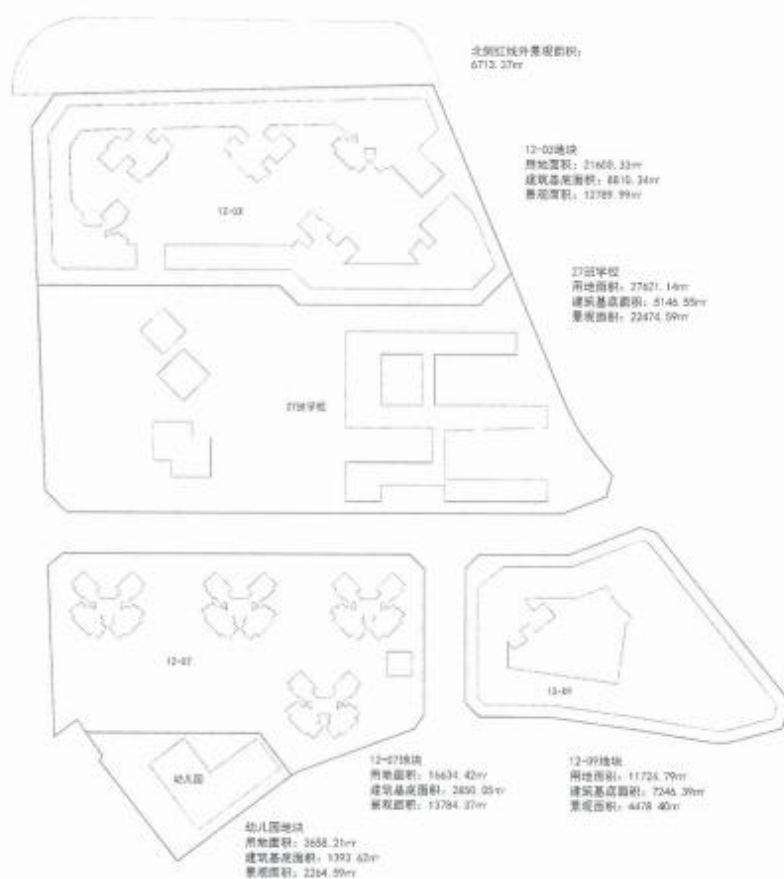 北侧红线外景观面积：
6713.37㎡
12-03地块
用地面积：21600.33㎡
建筑基底面积：8810.34㎡
景观面积：12789.99㎡
12-03
27班学校
用地面积：27621.14㎡
建筑基底面积：5146.55㎡
景观面积：22474.59㎡
27班学校
12-07
12-09
幼儿园
12-07地块
用地面积：16634.42㎡
建筑基底面积：2850.05㎡
景观面积：13784.37㎡
12-09地块
用地面积：11724.79㎡
建筑基底面积：7246.39㎡
景观面积：4478.40㎡
幼儿园地块
用地面积：3658.21㎡
建筑基底面积：1393.62㎡
景观面积：2264.59㎡